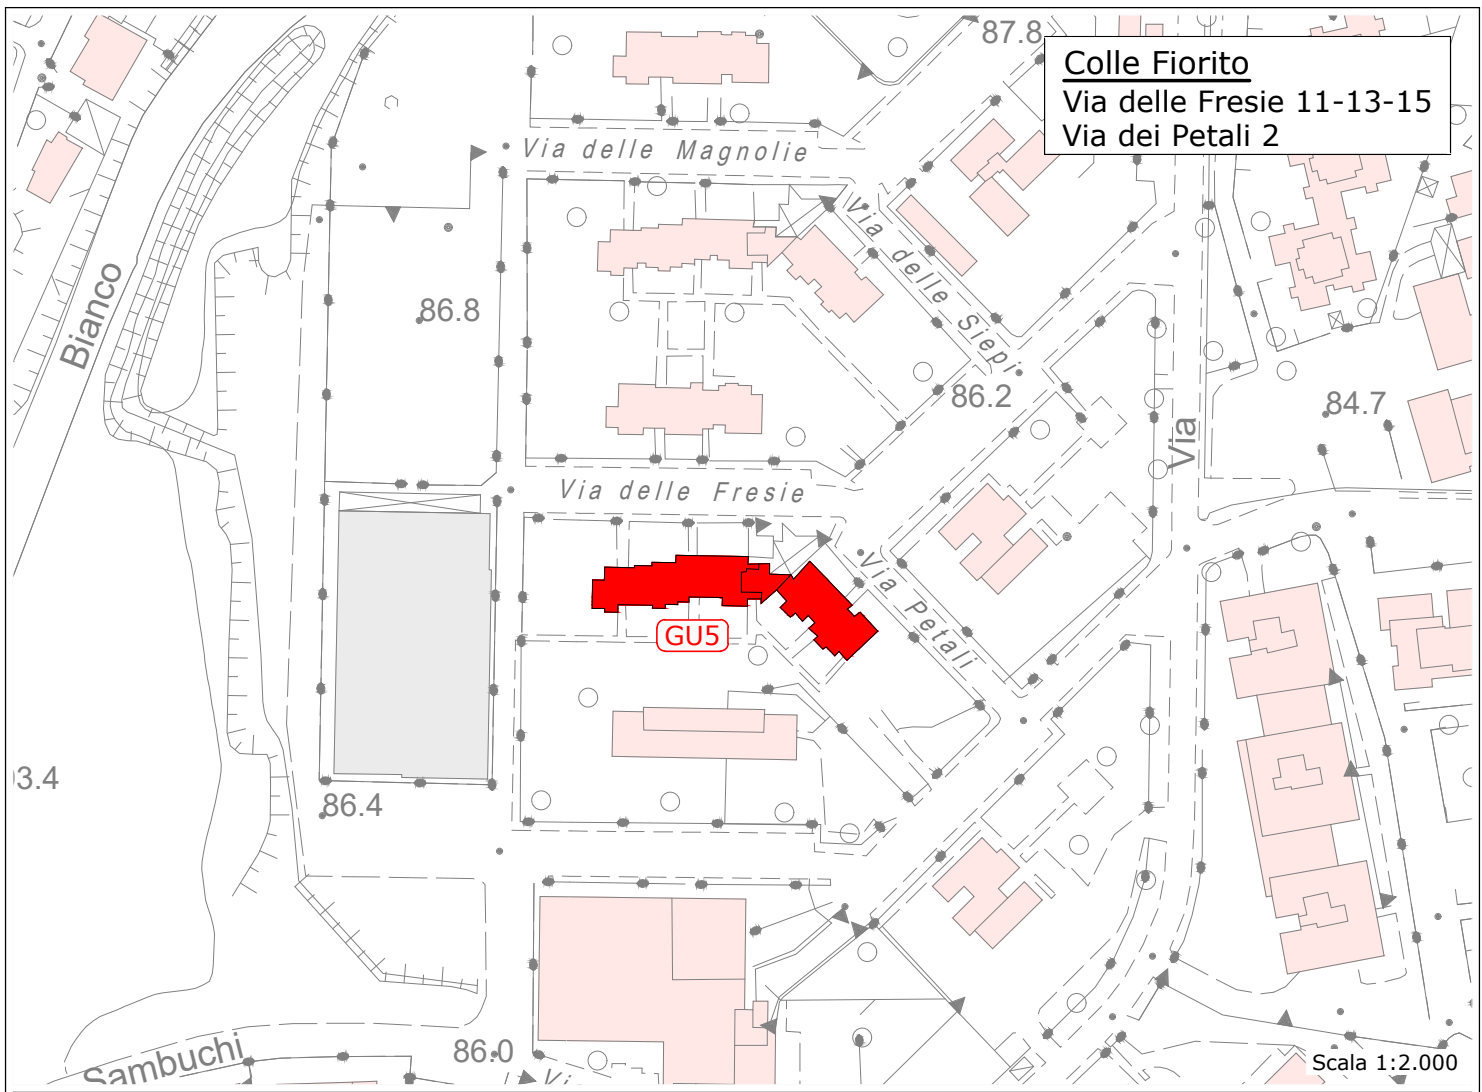 87.8
Colle Fiorito
Via delle Fresie 11-13-15
Via dei Petali 2
Via delle Magnolie
Via delle Siepi
Bianco
86.8
86.2
84.7
Via
Via delle Fresie
Via Petali
GU5
03.4
86.4
Sambuchi
86.0
Vi
Scala 1:2.000